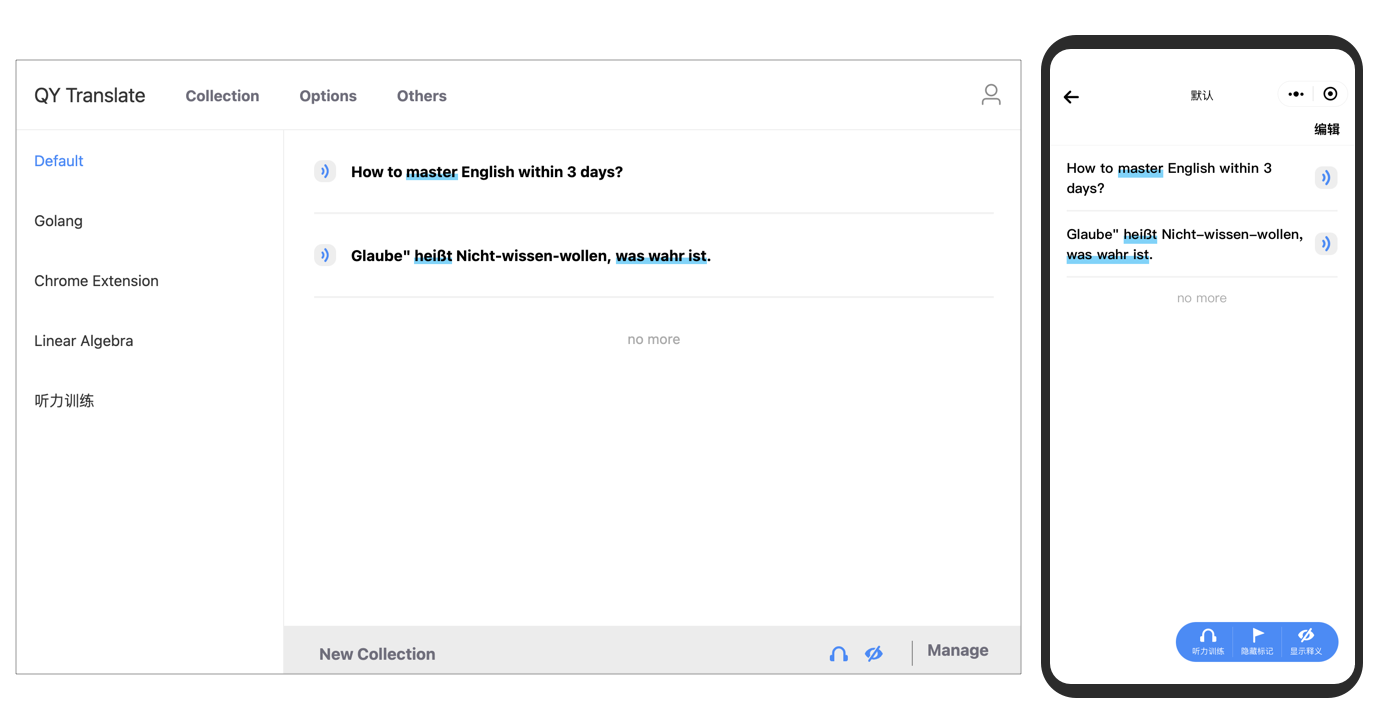 QY Translate
Collection
Options
Others
Default
Golang
Chrome Extension
Linear Algebra
听力训练
How to master English within 3 days?
Glaube" heißt Nicht-wissen-wollen, was wahr ist.
no more
New Collection
Manage
默认
编辑
How to master English within 3
days?
Glaube" heißt Nicht-wissen-wollen,
was wahr ist.
no more
听力训练
隐藏标记
显示释义